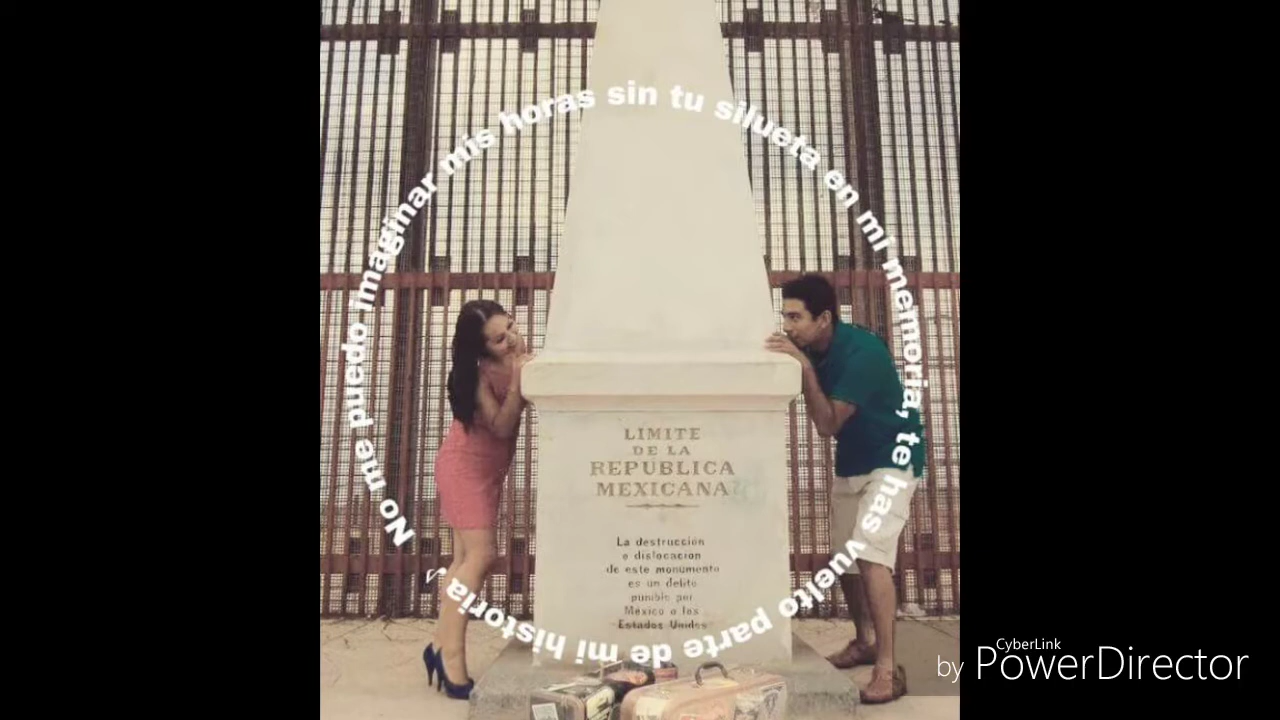 No me puedo imaginar mis horas sin tu silueta en mi memoria, te has vuelto parte de mi historia
LIMITE
DE LA
REPUBLICA
MEXICANA
La destruccion
o dislocacion
de este monumento
es un delito
punible por
Mexico o los
Estados Unidos
CyberLink
by PowerDirector